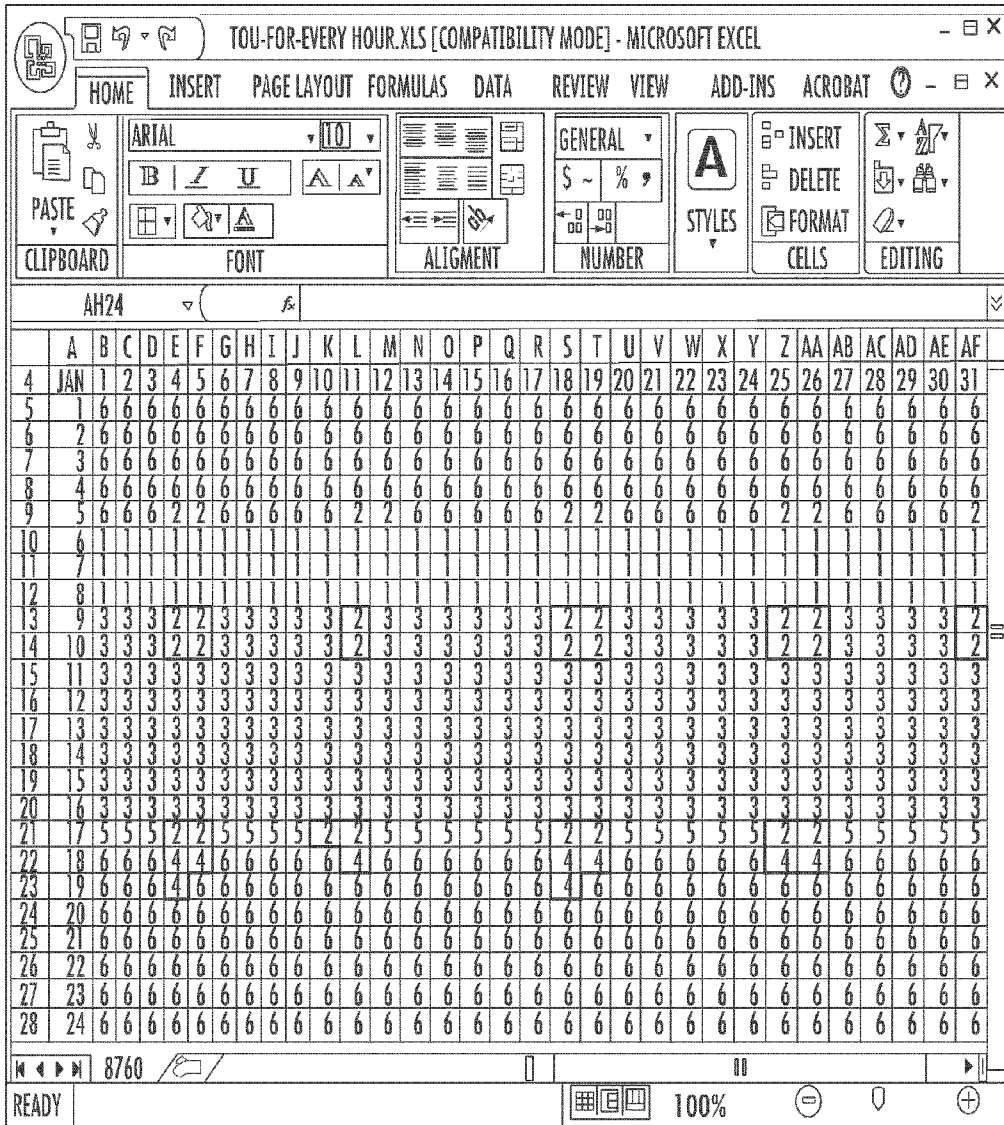 TOU-FOR-EVERY HOUR.XLS [COMPATIBILITY MODE] - MICROSOFT EXCEL
HOME INSERT PAGE LAYOUT FORMULAS DATA REVIEW VIEW ADD-INS ACROBAT
ARIAL 10 GENERAL INSERT
B I U A A $ ~ % A DELETE
PASTE A STYLES FORMAT
CLIPBOARD FONT ALIGMENT NUMBER CELLS EDITING
AH24 fx
A B C D E F G H I J K L M N O P Q R S T U V W X Y Z AA AB AC AD AE AF
4 JAN 1 2 3 4 5 6 7 8 9 10 11 12 13 14 15 16 17 18 19 20 21 22 23 24 25 26 27 28 29 30 31
5 1 6 6 6 6 6 6 6 6 6 6 6 6 6 6 6 6 6 6 6 6 6 6 6 6 6 6 6 6 6 6 6
6 2 6 6 6 6 6 6 6 6 6 6 6 6 6 6 6 6 6 6 6 6 6 6 6 6 6 6 6 6 6 6 6
7 3 6 6 6 6 6 6 6 6 6 6 6 6 6 6 6 6 6 6 6 6 6 6 6 6 6 6 6 6 6 6 6
8 4 6 6 6 6 6 6 6 6 6 6 6 6 6 6 6 6 6 6 6 6 6 6 6 6 6 6 6 6 6 6 6
9 5 6 6 6 2 2 6 6 6 6 6 2 2 6 6 6 6 6 2 2 6 6 6 6 6 2 2 6 6 6 6 2
10 6 1 1 1 1 1 1 1 1 1 1 1 1 1 1 1 1 1 1 1 1 1 1 1 1 1 1 1 1 1 1 1
11 7 1 1 1 1 1 1 1 1 1 1 1 1 1 1 1 1 1 1 1 1 1 1 1 1 1 1 1 1 1 1 1
12 8 1 1 1 1 1 1 1 1 1 1 1 1 1 1 1 1 1 1 1 1 1 1 1 1 1 1 1 1 1 1 1
13 9 3 3 3 2 2 3 3 3 3 3 2 3 3 3 3 3 3 2 2 3 3 3 3 3 2 2 3 3 3 3 2
14 10 3 3 3 2 2 3 3 3 3 3 2 3 3 3 3 3 3 2 2 3 3 3 3 3 2 2 3 3 3 3 2
15 11 3 3 3 3 3 3 3 3 3 3 3 3 3 3 3 3 3 3 3 3 3 3 3 3 3 3 3 3 3 3 3
16 12 3 3 3 3 3 3 3 3 3 3 3 3 3 3 3 3 3 3 3 3 3 3 3 3 3 3 3 3 3 3 3
17 13 3 3 3 3 3 3 3 3 3 3 3 3 3 3 3 3 3 3 3 3 3 3 3 3 3 3 3 3 3 3 3
18 14 3 3 3 3 3 3 3 3 3 3 3 3 3 3 3 3 3 3 3 3 3 3 3 3 3 3 3 3 3 3 3
19 15 3 3 3 3 3 3 3 3 3 3 3 3 3 3 3 3 3 3 3 3 3 3 3 3 3 3 3 3 3 3 3
20 16 3 3 3 3 3 3 3 3 3 3 3 3 3 3 3 3 3 3 3 3 3 3 3 3 3 3 3 3 3 3 3
21 17 5 5 5 2 2 5 5 5 5 2 2 5 5 5 5 5 5 2 2 5 5 5 5 5 2 2 5 5 5 5 5
22 18 6 6 6 4 4 6 6 6 6 6 4 6 6 6 6 6 6 4 4 6 6 6 6 6 4 4 6 6 6 6 6
23 19 6 6 6 4 6 6 6 6 6 6 6 6 6 6 6 6 6 4 6 6 6 6 6 6 6 6 6 6 6 6 6
24 20 6 6 6 6 6 6 6 6 6 6 6 6 6 6 6 6 6 6 6 6 6 6 6 6 6 6 6 6 6 6 6
25 21 6 6 6 6 6 6 6 6 6 6 6 6 6 6 6 6 6 6 6 6 6 6 6 6 6 6 6 6 6 6 6
26 22 6 6 6 6 6 6 6 6 6 6 6 6 6 6 6 6 6 6 6 6 6 6 6 6 6 6 6 6 6 6 6
27 23 6 6 6 6 6 6 6 6 6 6 6 6 6 6 6 6 6 6 6 6 6 6 6 6 6 6 6 6 6 6 6
28 24 6 6 6 6 6 6 6 6 6 6 6 6 6 6 6 6 6 6 6 6 6 6 6 6 6 6 6 6 6 6 6
8760
READY 100%